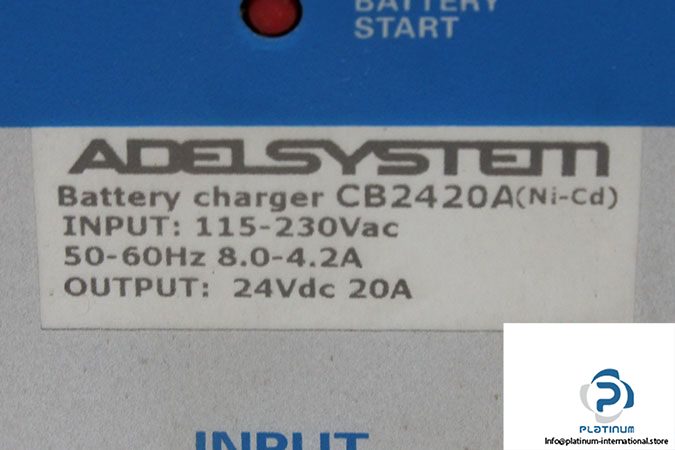 BATTERY
START
ADELSYSTEM
Battery charger CB2420A(Ni-Cd)
INPUT: 115-230Vac
50-60Hz 8.0-4.2A
OUTPUT: 24Vdc 20A
INPUT
PLATINUM
Info@platinum-international.store